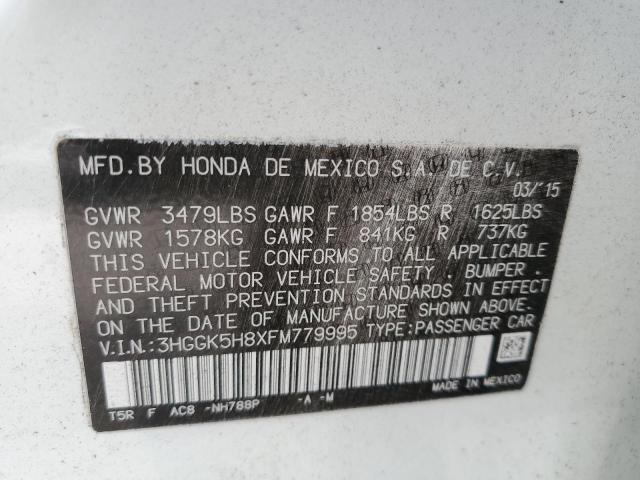 MFD.BY HONDA DE MEXICO S.A. DE C.V.
03/'15
GVWR 3479LBS GAWR F 1854LBS R 1625LBS
GVWR 1578KG GAWR F 841KG R 737KG
THIS VEHICLE CONFORMS TO ALL APPLICABLE
FEDERAL MOTOR VEHICLE SAFETY . BUMPER .
AND THEFT PREVENTION STANDARDS IN EFFECT
ON THE DATE OF MANUFACTURE SHOWN ABOVE.
V.I.N.:3HGGK5H8XFM779995 TYPE:PASSENGER CAR
MADE IN MEXICO
T5R F AC8 -NH788P -A -M